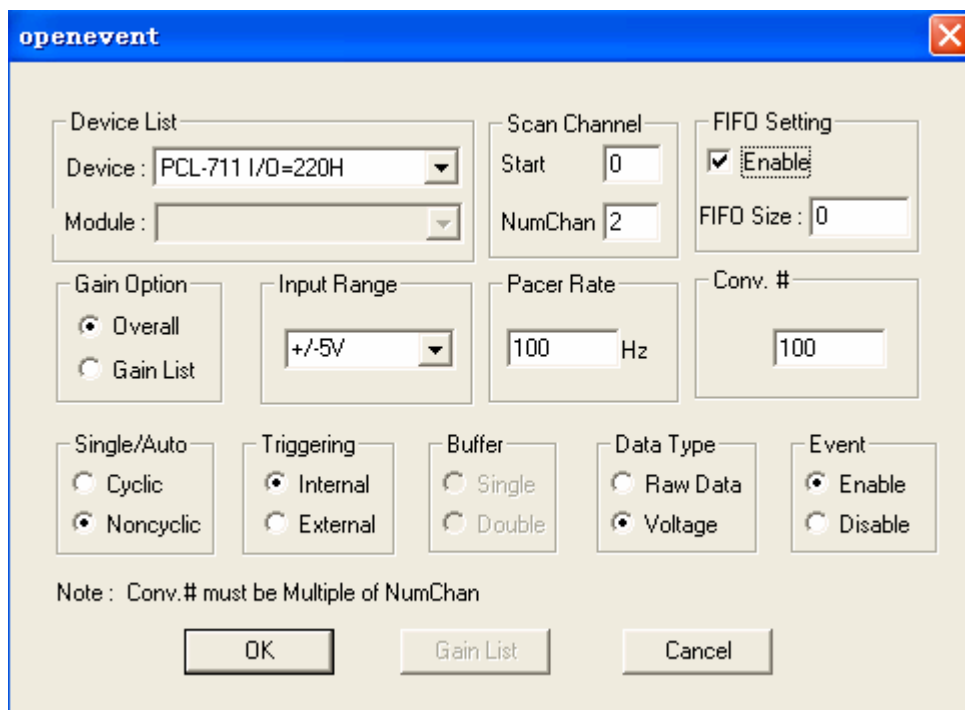 openevent
Device List
Device : PCL-711 I/O=220H
Module :
Scan Channel
Start 0
NumChan 2
FIFO Setting
Enable
FIFO Size : 0
Gain Option
Overall
Gain List
Input Range
+/-5V
Pacer Rate
100 Hz
Conv. #
100
Single/Auto
Cyclic
Noncyclic
Triggering
Internal
External
Buffer
Single
Double
Data Type
Raw Data
Voltage
Event
Enable
Disable
Note : Conv.# must be Multiple of NumChan
OK
Gain List
Cancel